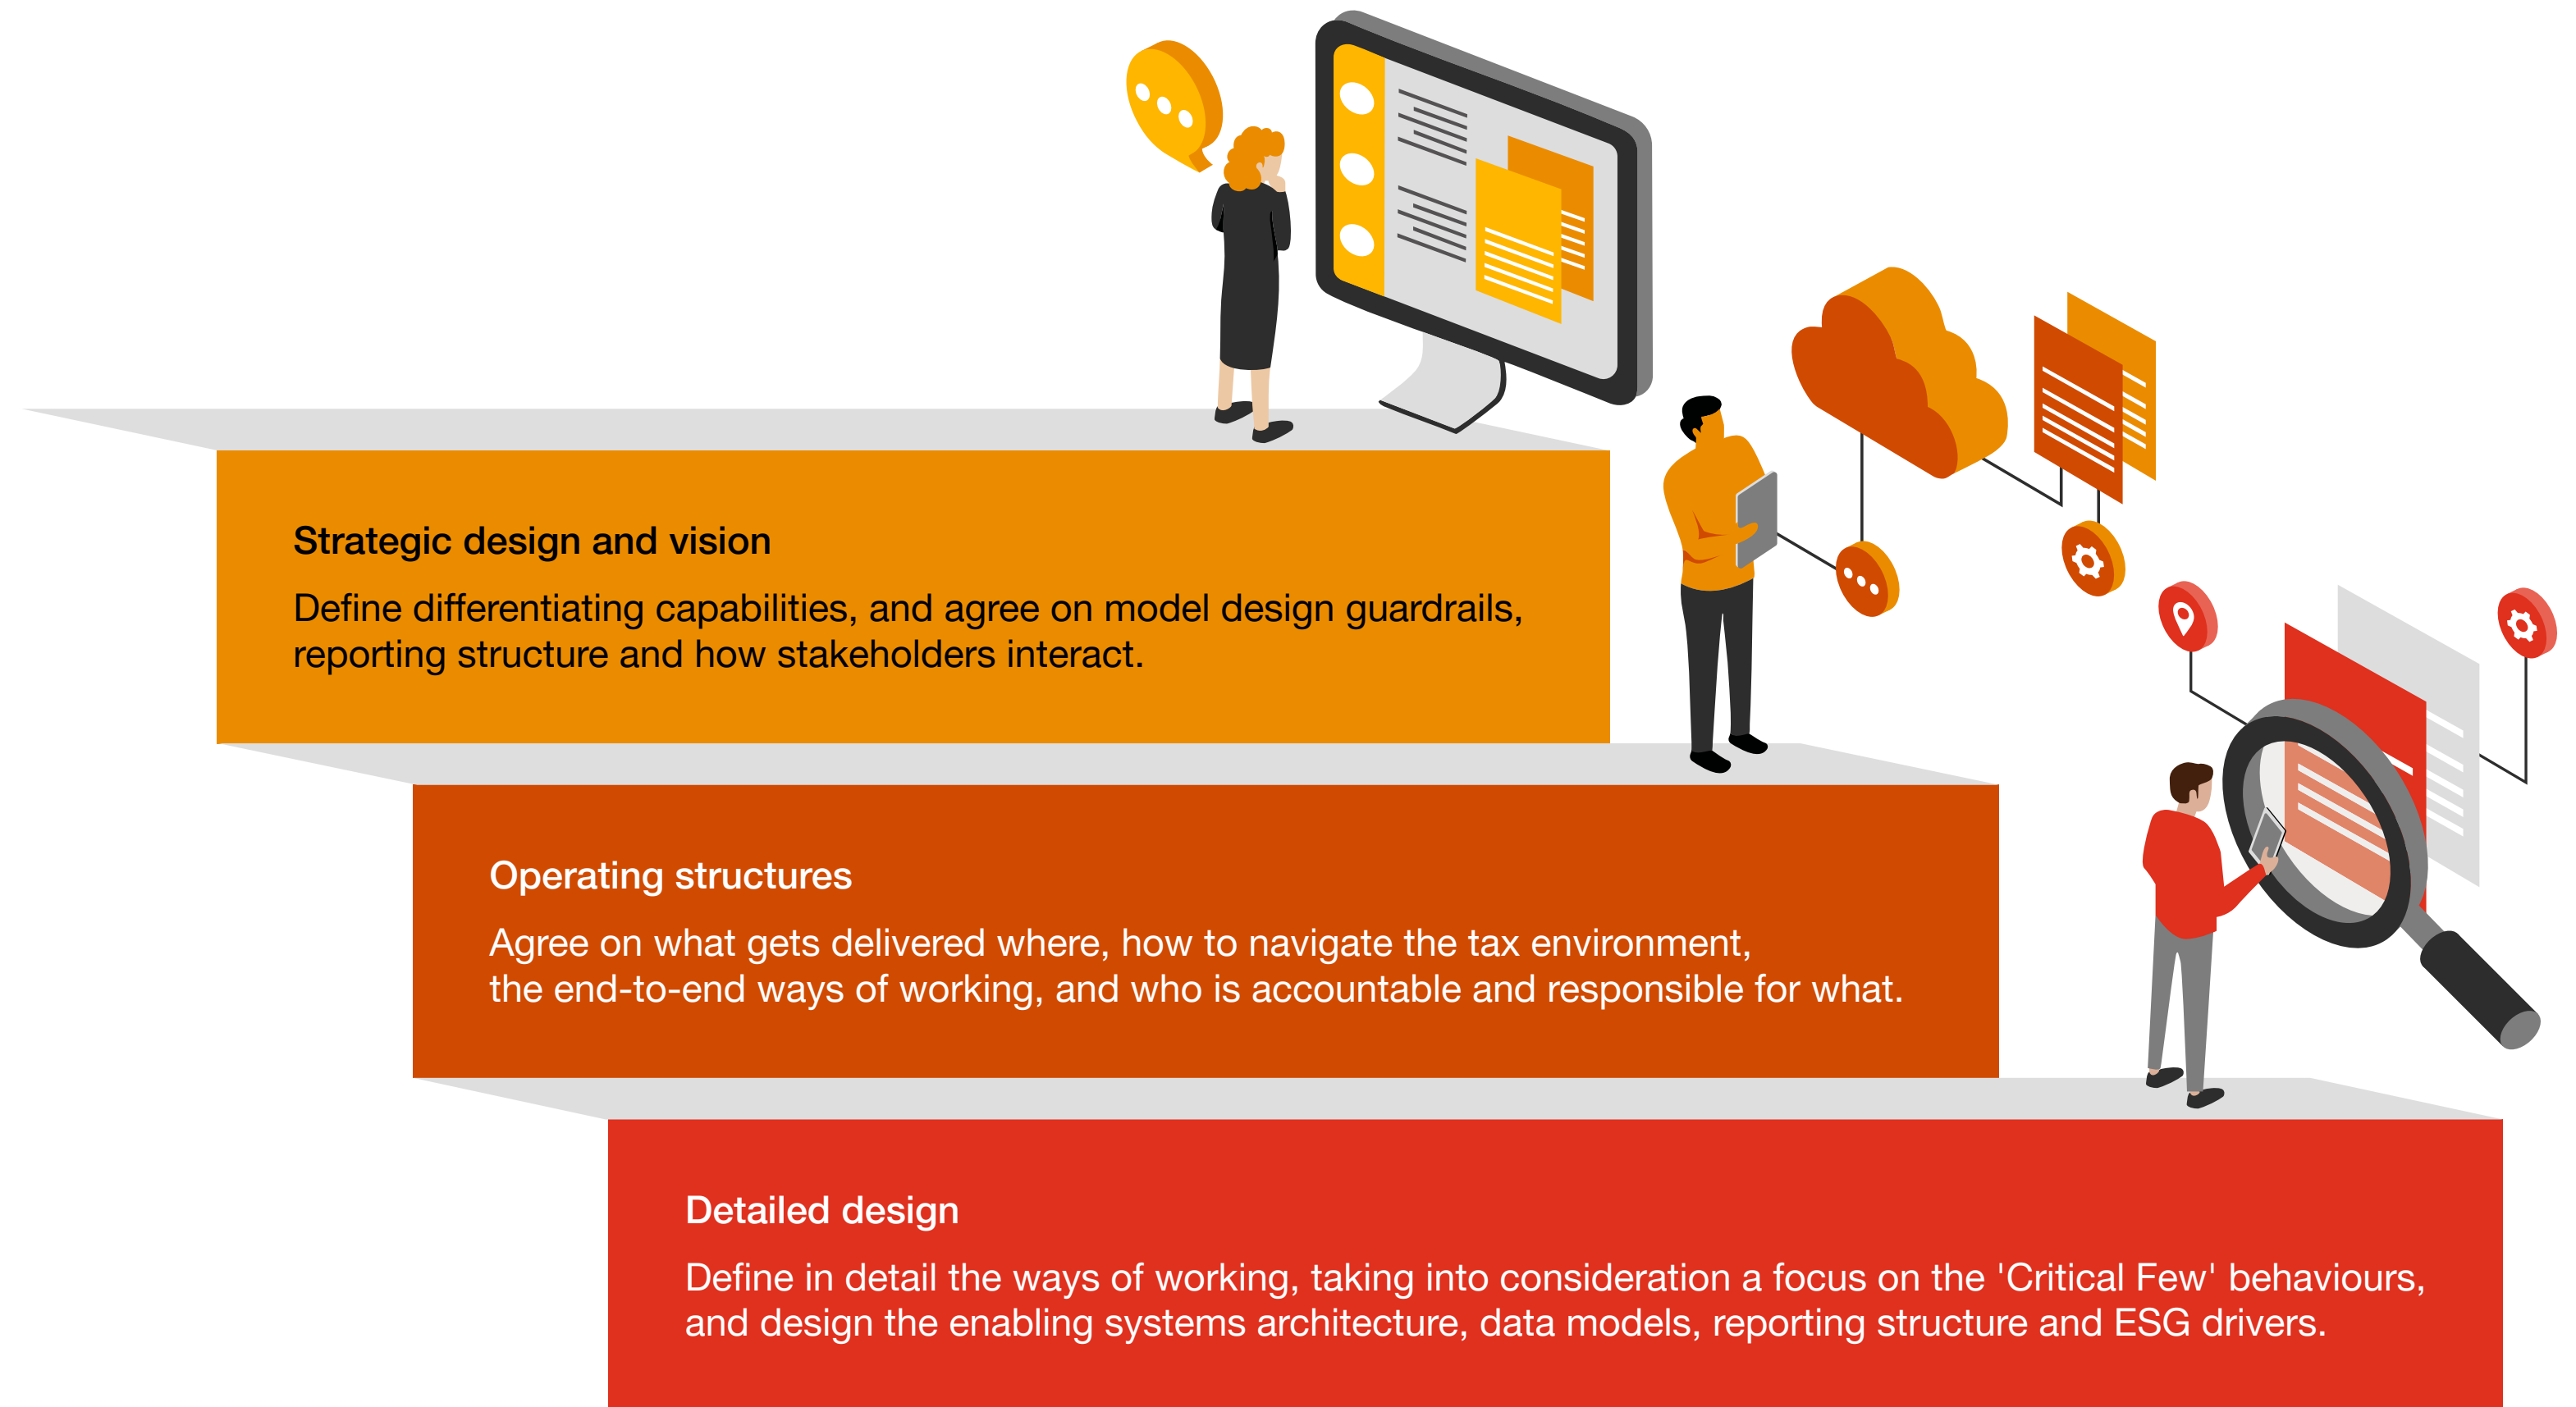 Strategic design and vision
Define differentiating capabilities, and agree on model design guardrails,
reporting structure and how stakeholders interact.
Operating structures
Agree on what gets delivered where, how to navigate the tax environment,
the end-to-end ways of working, and who is accountable and responsible for what.
Detailed design
Define in detail the ways of working, taking into consideration a focus on the 'Critical Few' behaviours,
and design the enabling systems architecture, data models, reporting structure and ESG drivers.